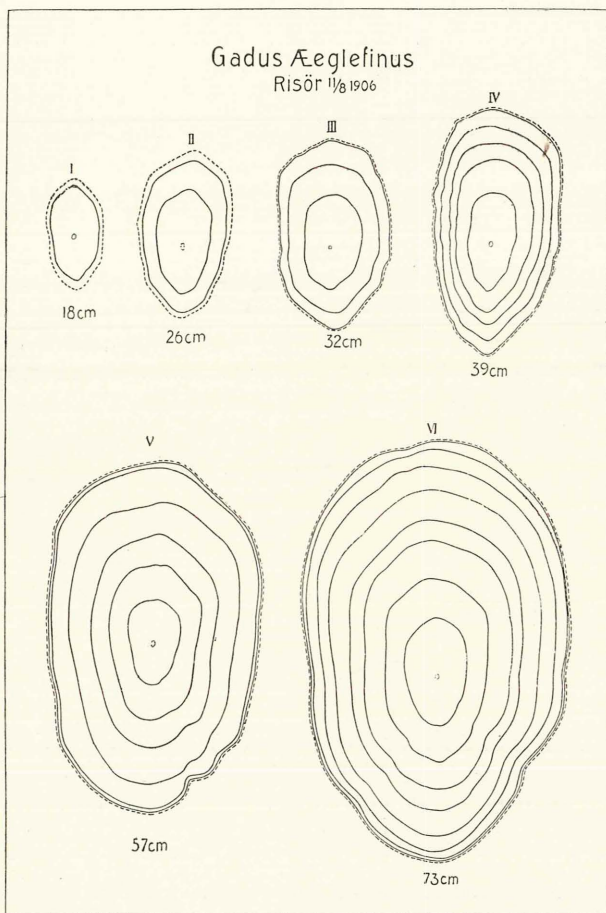 Gadus Æeglefinus
Risör 11/8 1906
I
II
III
IV
18cm
26cm
32cm
39cm
V
VI
57cm
73cm